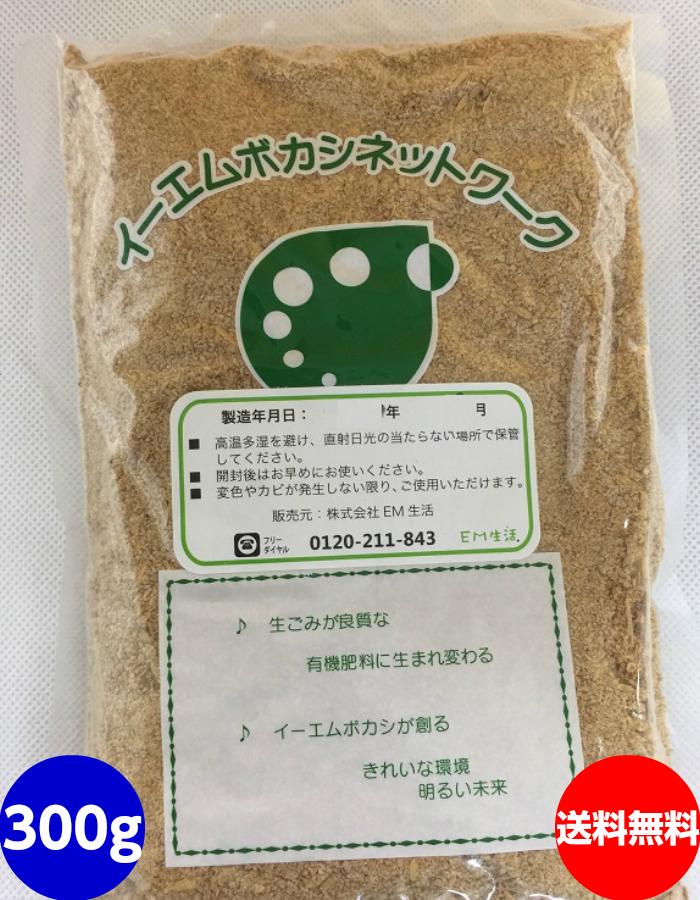 イーエムボカシネットワーク
製造年月日： 年 月
■ 高温多湿を避け、直射日光の当たらない場所で保管
してください。
■ 開封後はお早めにお使いください。
■ 変色やカビが発生しない限り、ご使用いただけます。
販売元：株式会社 EM 生活
フリー
ダイヤル 0120-211-843 EM生活
♪ 生ごみが良質な
有機肥料に生まれ変わる
♪ イーエムボカシが創る
きれいな環境
明るい未来
300g
送料無料